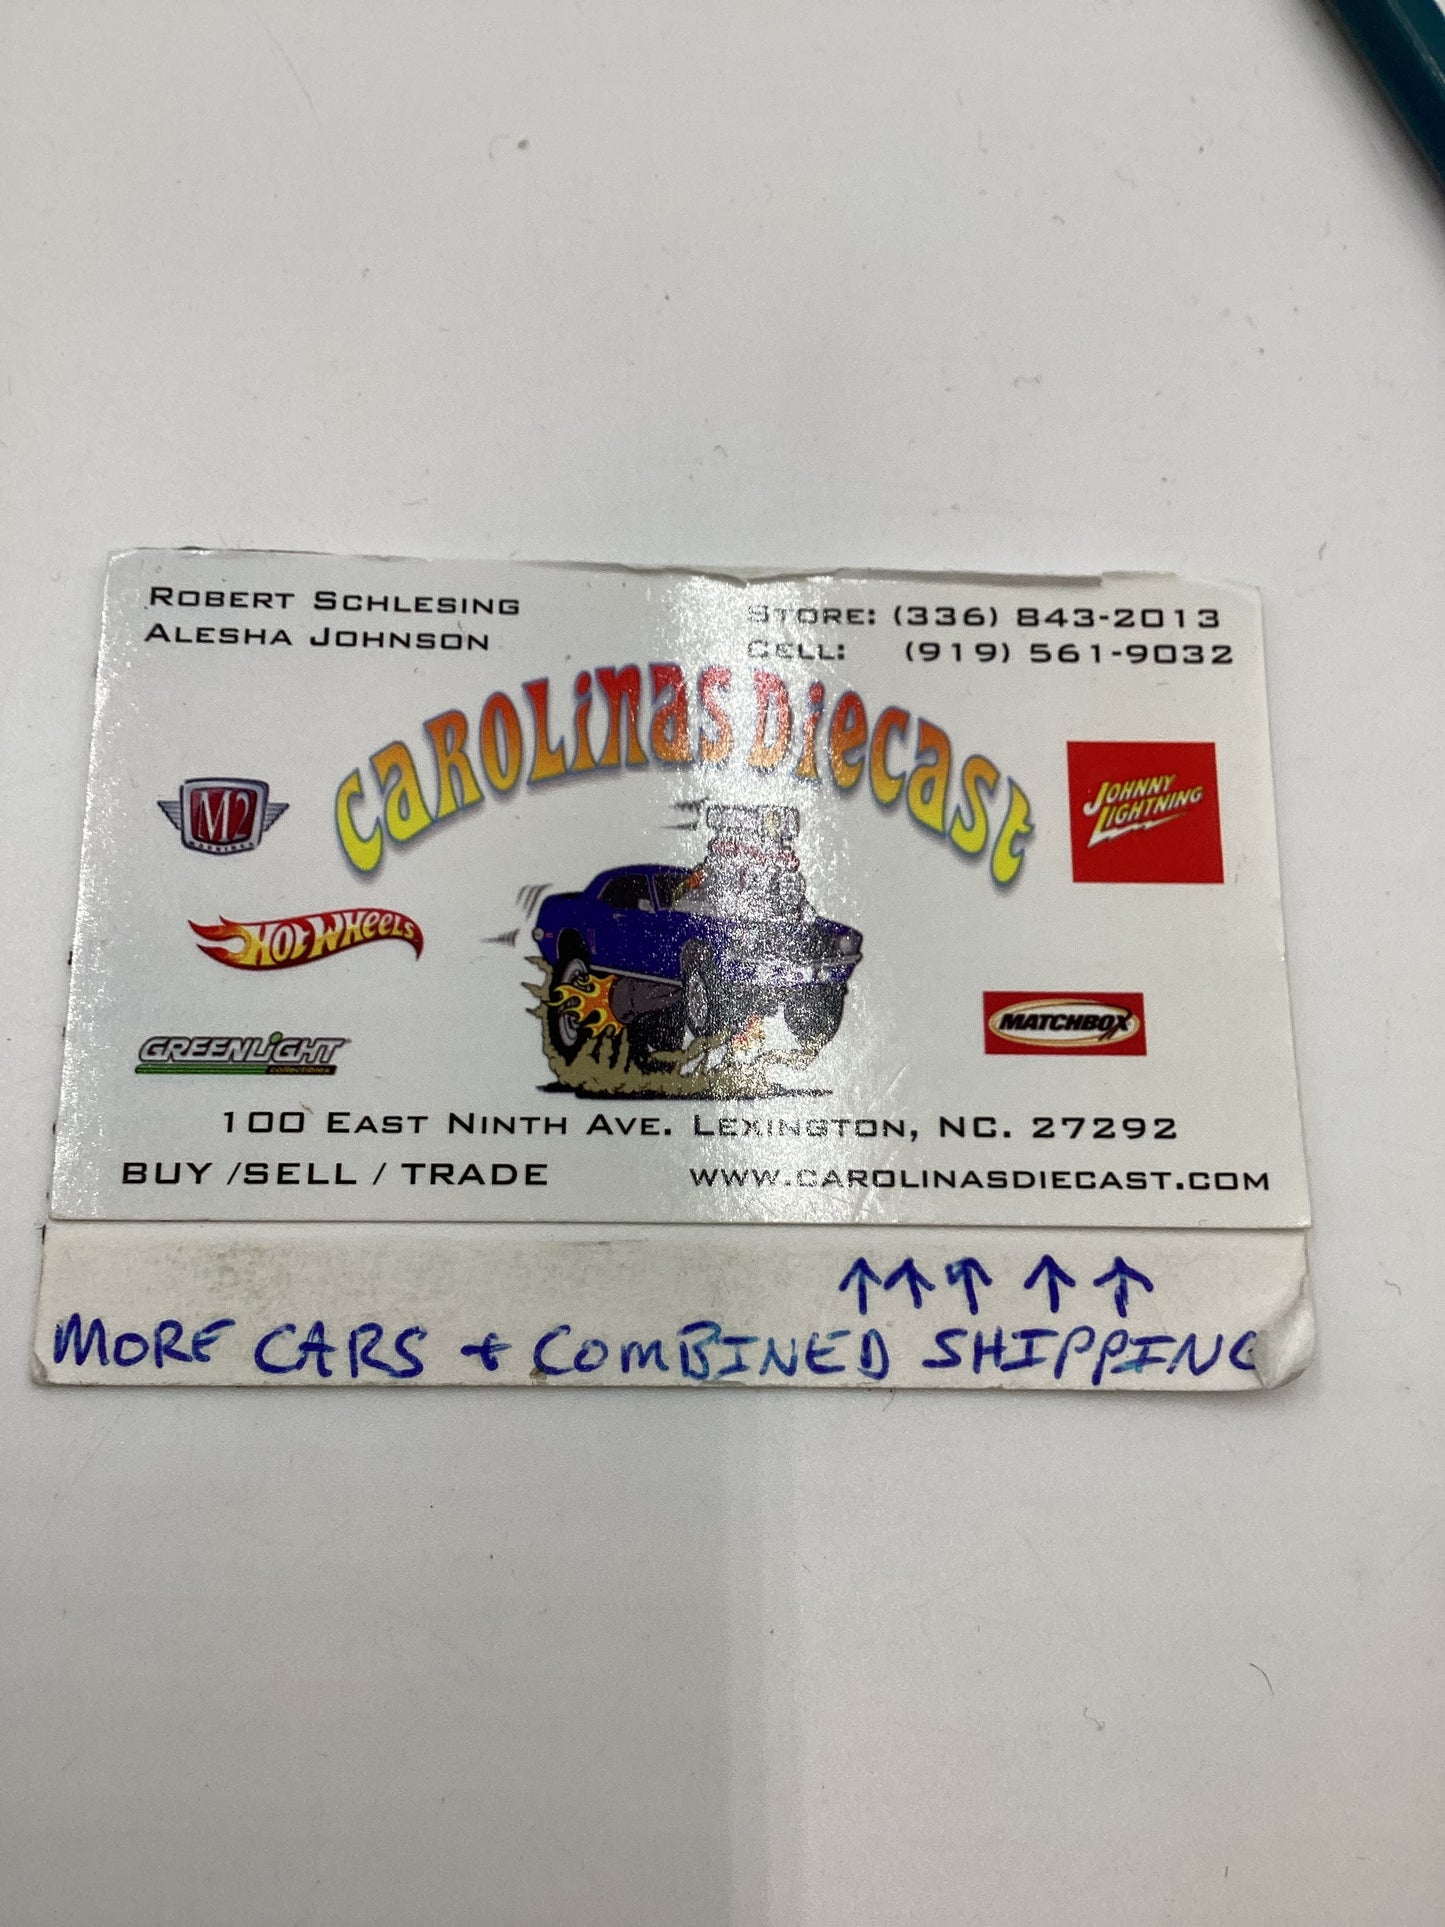 ROBERT SCHLESING
ALESHA JOHNSON
STORE: (336) 843-2013
CELL: (919) 561-9032
CAROLINAS DIECAST
M2
MACHINES
JOHNNY
LIGHTNING
HOT WHEELS
MATCHBOX
GREENLIGHT
collectibles
100 EAST NINTH AVE. LEXINGTON, NC. 27292
BUY /SELL / TRADE
WWW.CAROLINASDIECAST.COM
↑↑↑↑↑
MORE CARS + COMBINED SHIPPING